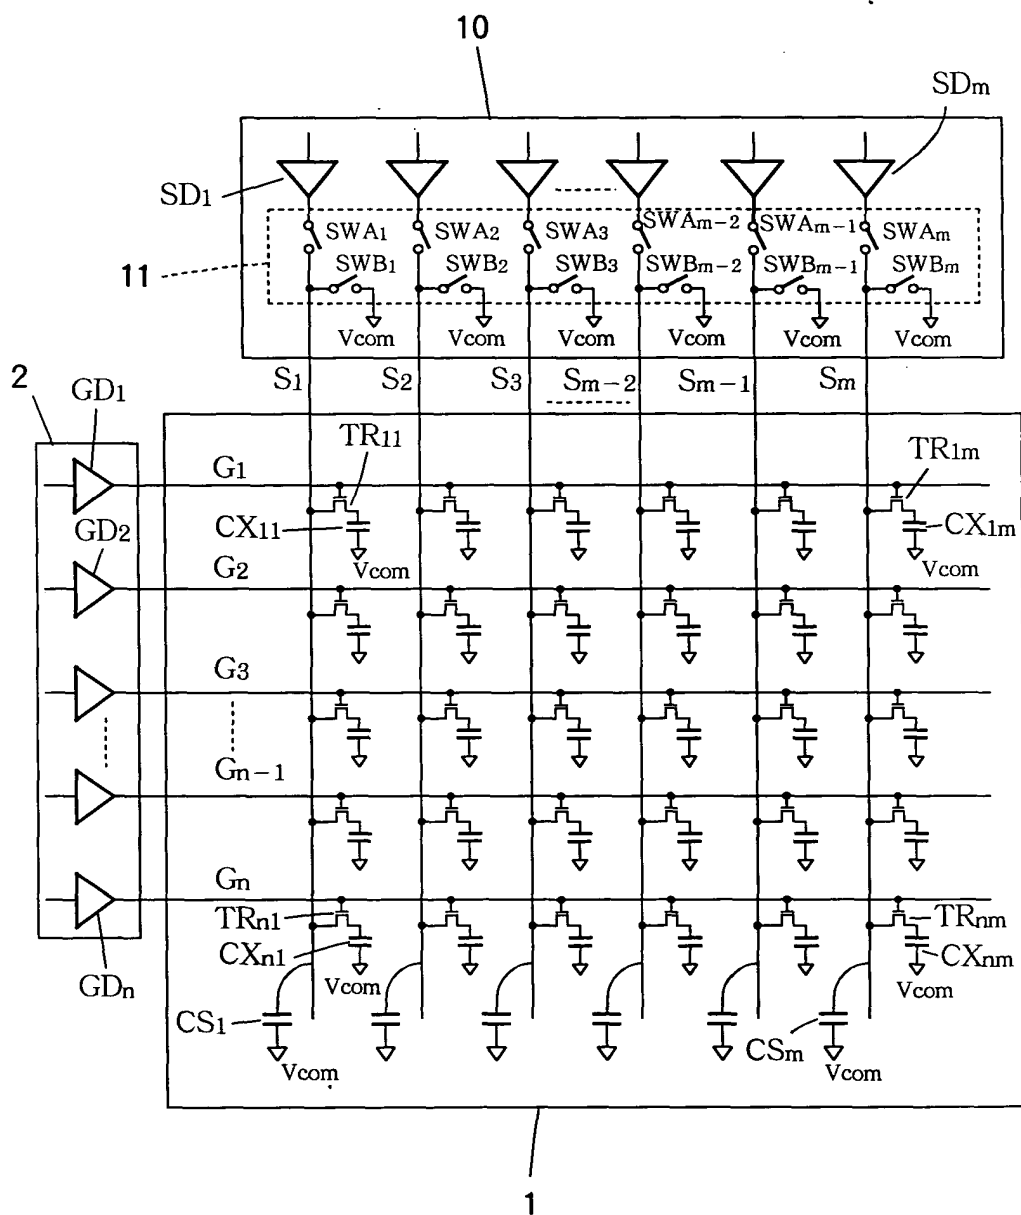 10
SDm
SD1
SWA1 SWA2 SWA3 SWAm-2 SWAm-1 SWAm
11
SWB1 SWB2 SWB3 SWBm-2 SWBm-1 SWBm
Vcom Vcom Vcom Vcom Vcom Vcom
S1 S2 S3 Sm-2 Sm-1 Sm
2
GD1
G1
TR11
TR1m
CX11
CX1m
Vcom
Vcom
GD2
G2
G3
Gn-1
Gn
TRn1
TRnm
CXn1
CXnm
GDn
Vcom
Vcom
CS1
CSm
Vcom
Vcom
1